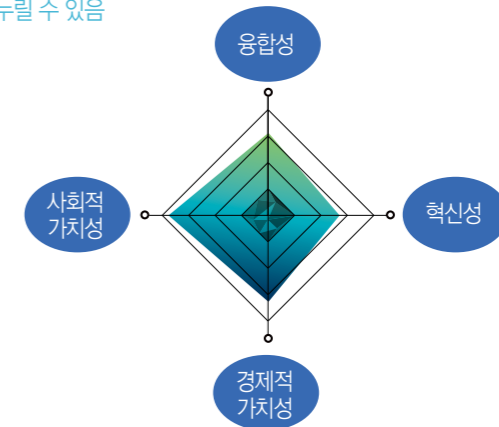 누릴 수 있음
융합성
사회적
가치성
혁신성
경제적
가치성